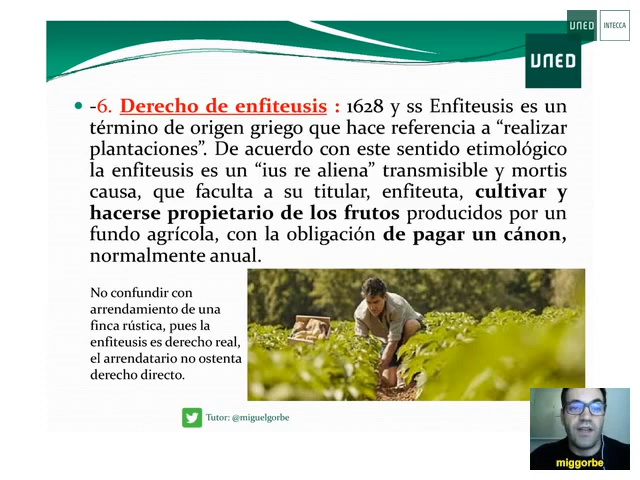 UNED
INTECCA
UNED
-6. Derecho de enfiteusis : 1628 y ss Enfiteusis es un
término de origen griego que hace referencia a “realizar
plantaciones”. De acuerdo con este sentido etimológico
la enfiteusis es un “ius re aliena” transmisible y mortis
causa, que faculta a su titular, enfiteuta, cultivar y
hacerse propietario de los frutos producidos por un
fundo agrícola, con la obligación de pagar un cánon,
normalmente anual.
No confundir con
arrendamiento de una
finca rústica, pues la
enfiteusis es derecho real,
el arrendatario no ostenta
derecho directo.
Tutor: @miguelgorbe
miggorbe